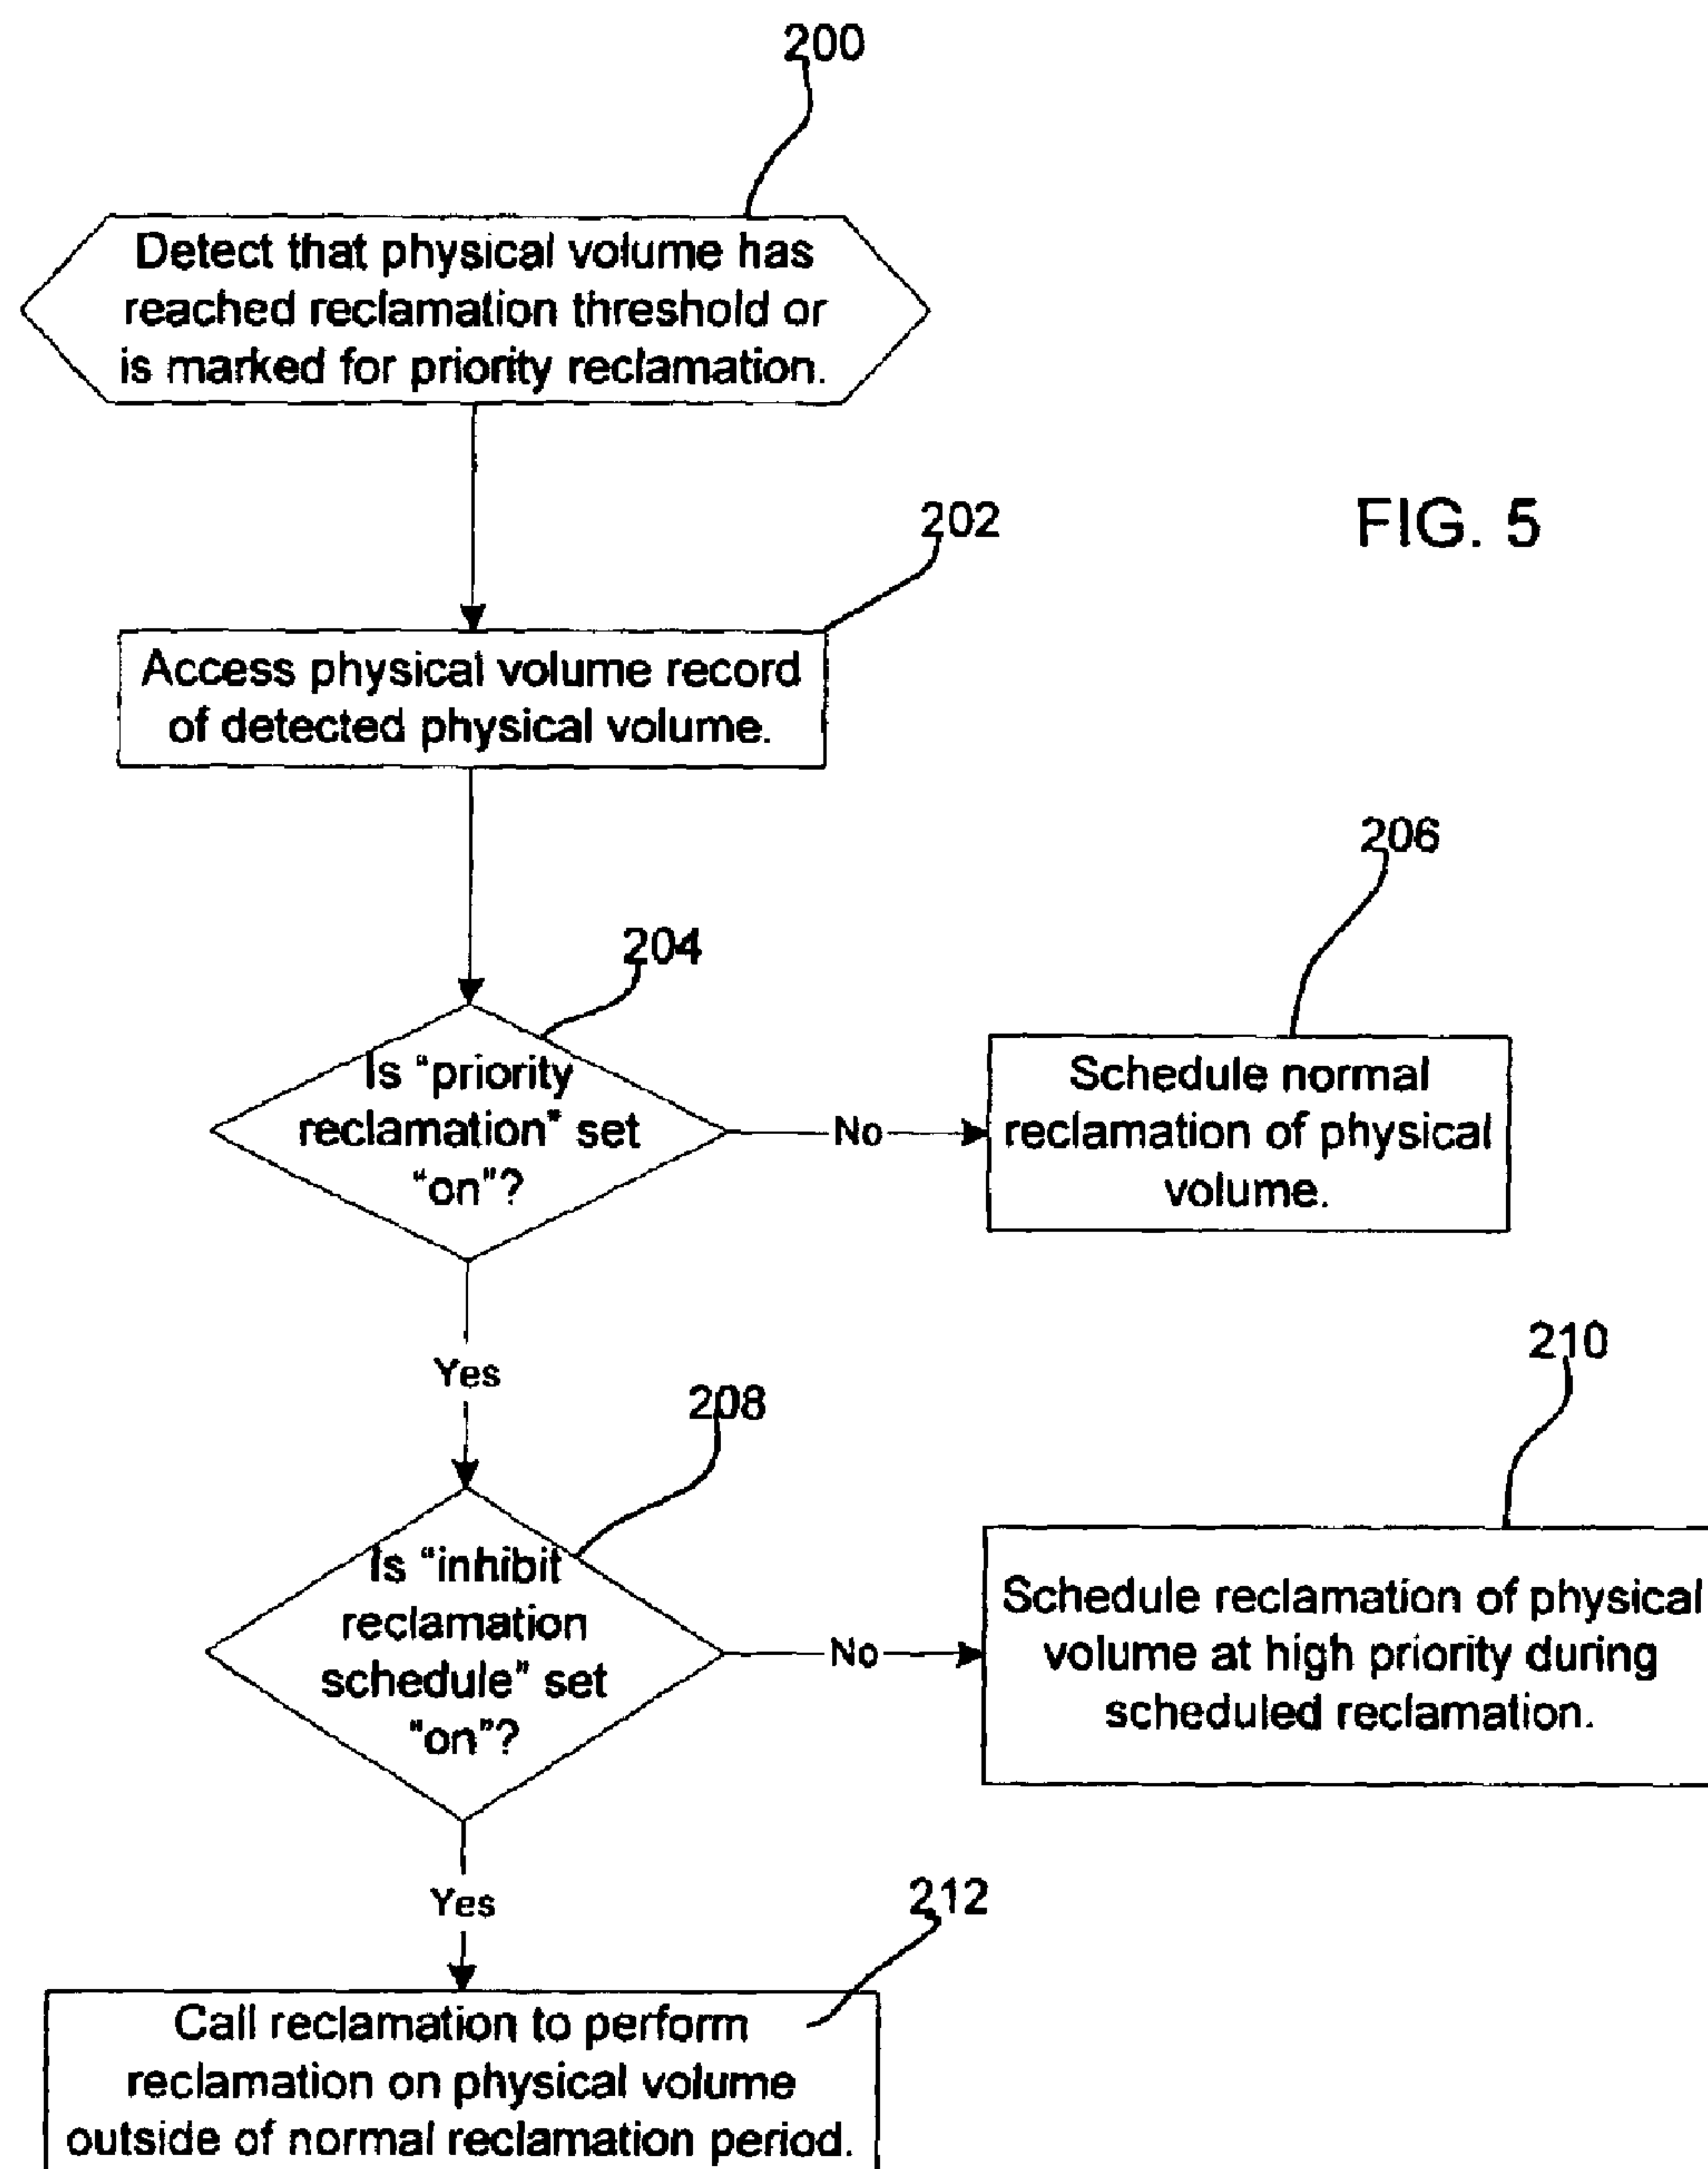 200
Detect that physical volume has
reached reclamation threshold or
is marked for priority reclamation.
FIG. 5
202
Access physical volume record
of detected physical volume.
206
204
Is "priority
reclamation" set
"on"?
No
Schedule normal
reclamation of physical
volume.
Yes
210
208
Is "inhibit
reclamation
schedule" set
"on"?
No
Schedule reclamation of physical
volume at high priority during
scheduled reclamation.
Yes
212
Call reclamation to perform
reclamation on physical volume
outside of normal reclamation period.